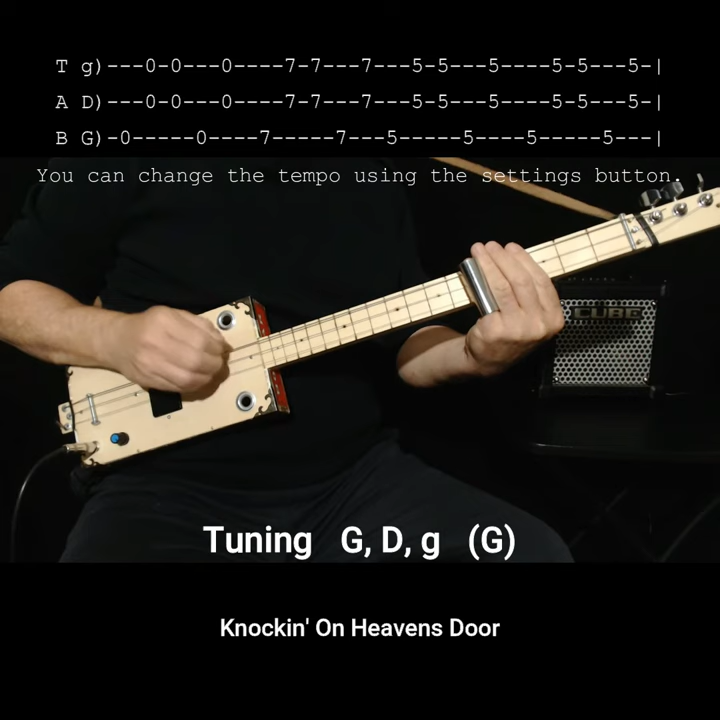 T g)---0-0---0----7-7---7---5-5---5----5-5---5-|
A D)---0-0---0----7-7---7---5-5---5----5-5---5-|
B G)-0-----0----7-----7---5-----5----5-----5---|
You can change the tempo using the settings button.
CUBE
Tuning G, D, g (G)
Knockin' On Heavens Door